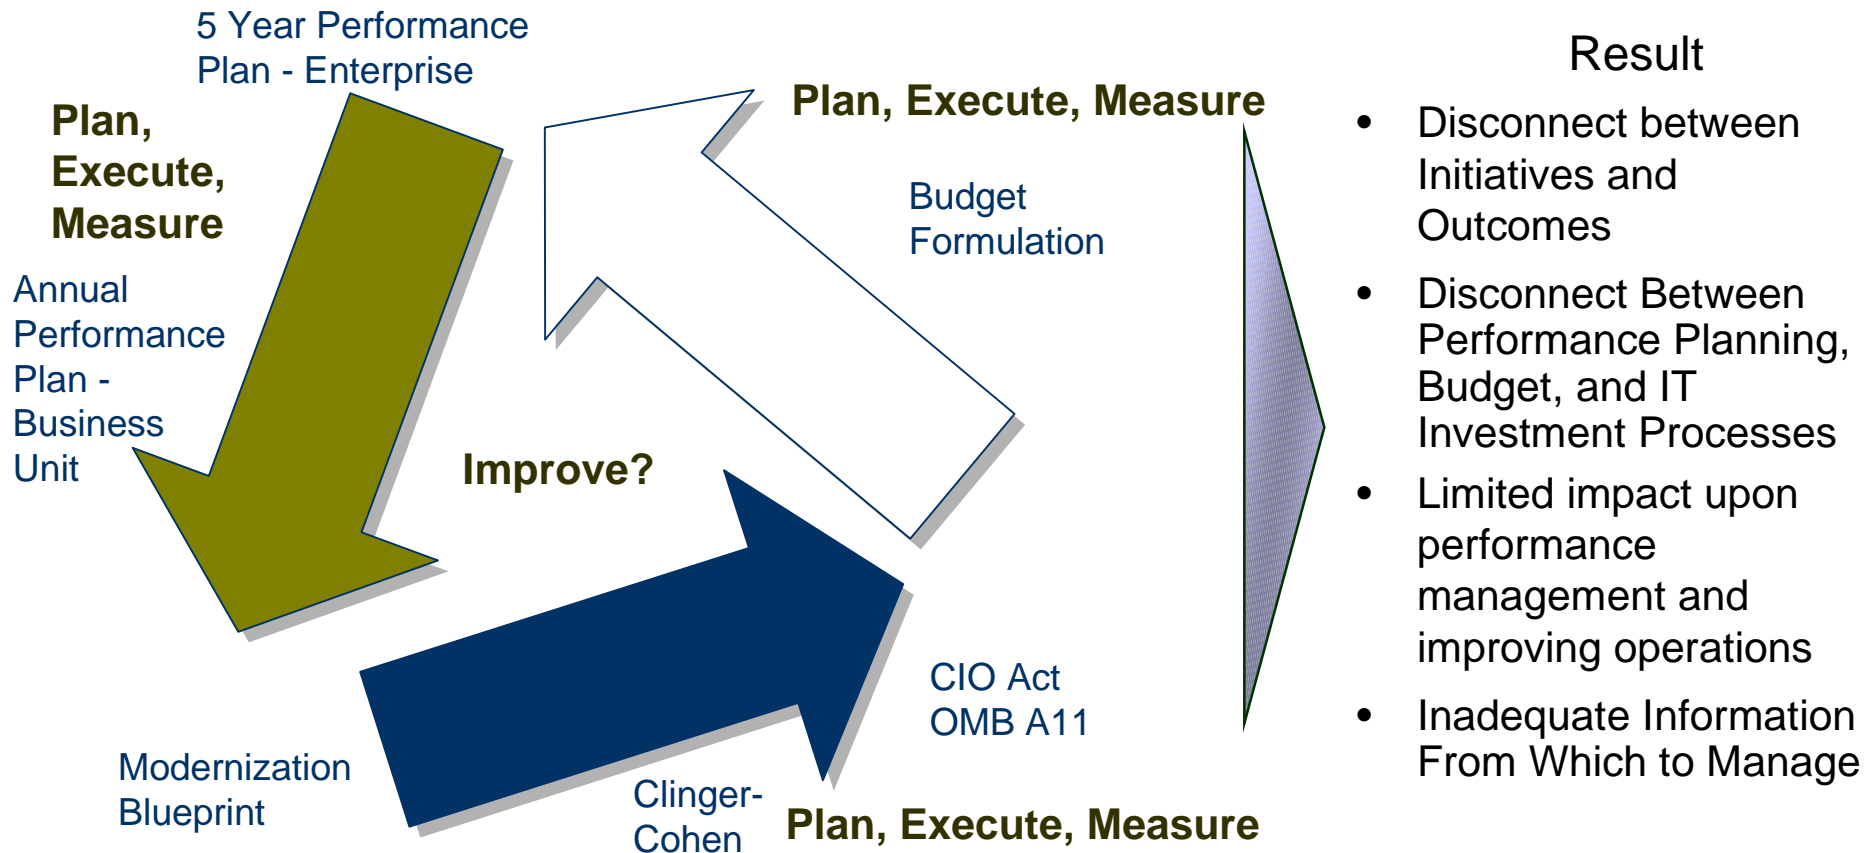 5 Year Performance
Plan - Enterprise
Plan,
Execute,
Measure
Annual
Performance
Plan -
Business
Unit
Plan, Execute, Measure
Budget
Formulation
Improve?
CIO Act
OMB A11
Modernization
Blueprint
Clinger-
Cohen
Plan, Execute, Measure
Result
• Disconnect between
Initiatives and
Outcomes
• Disconnect Between
Performance Planning,
Budget, and IT
Investment Processes
• Limited impact upon
performance
management and
improving operations
• Inadequate Information
From Which to Manage